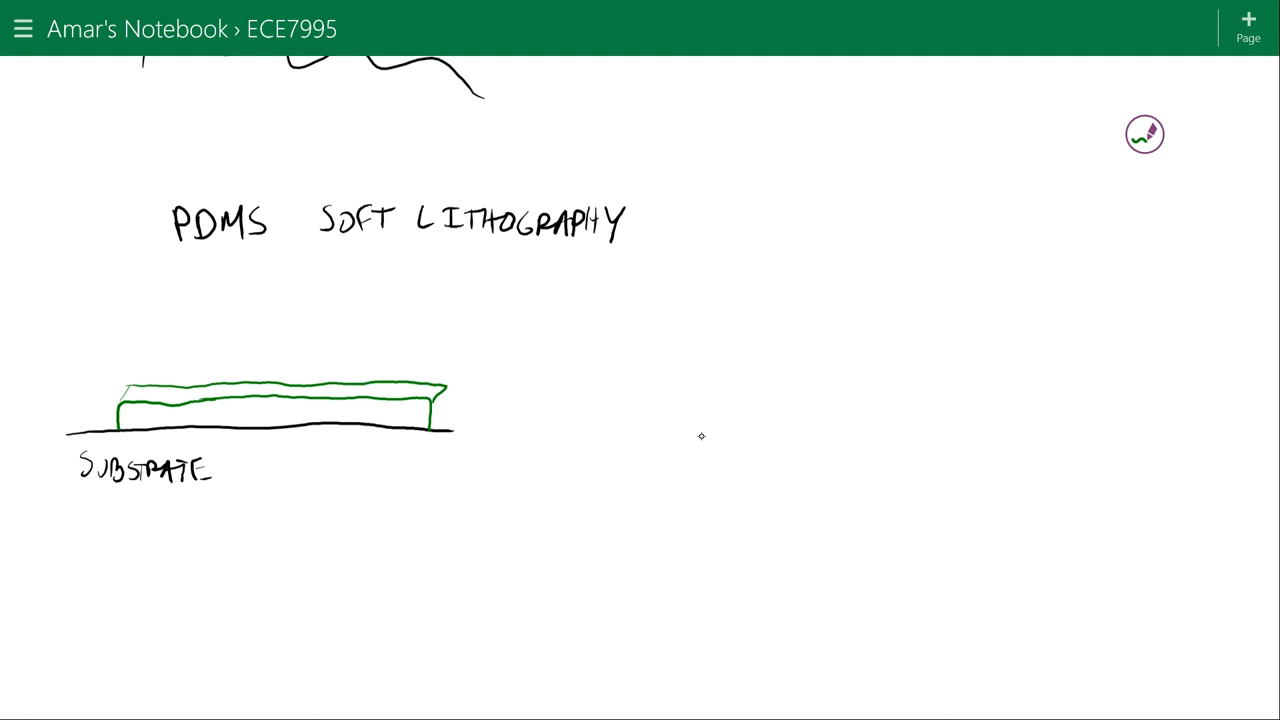 Amar's Notebook › ECE7995
Page
PDMS SOFT LITHOGRAPHY
SUBSTRATE